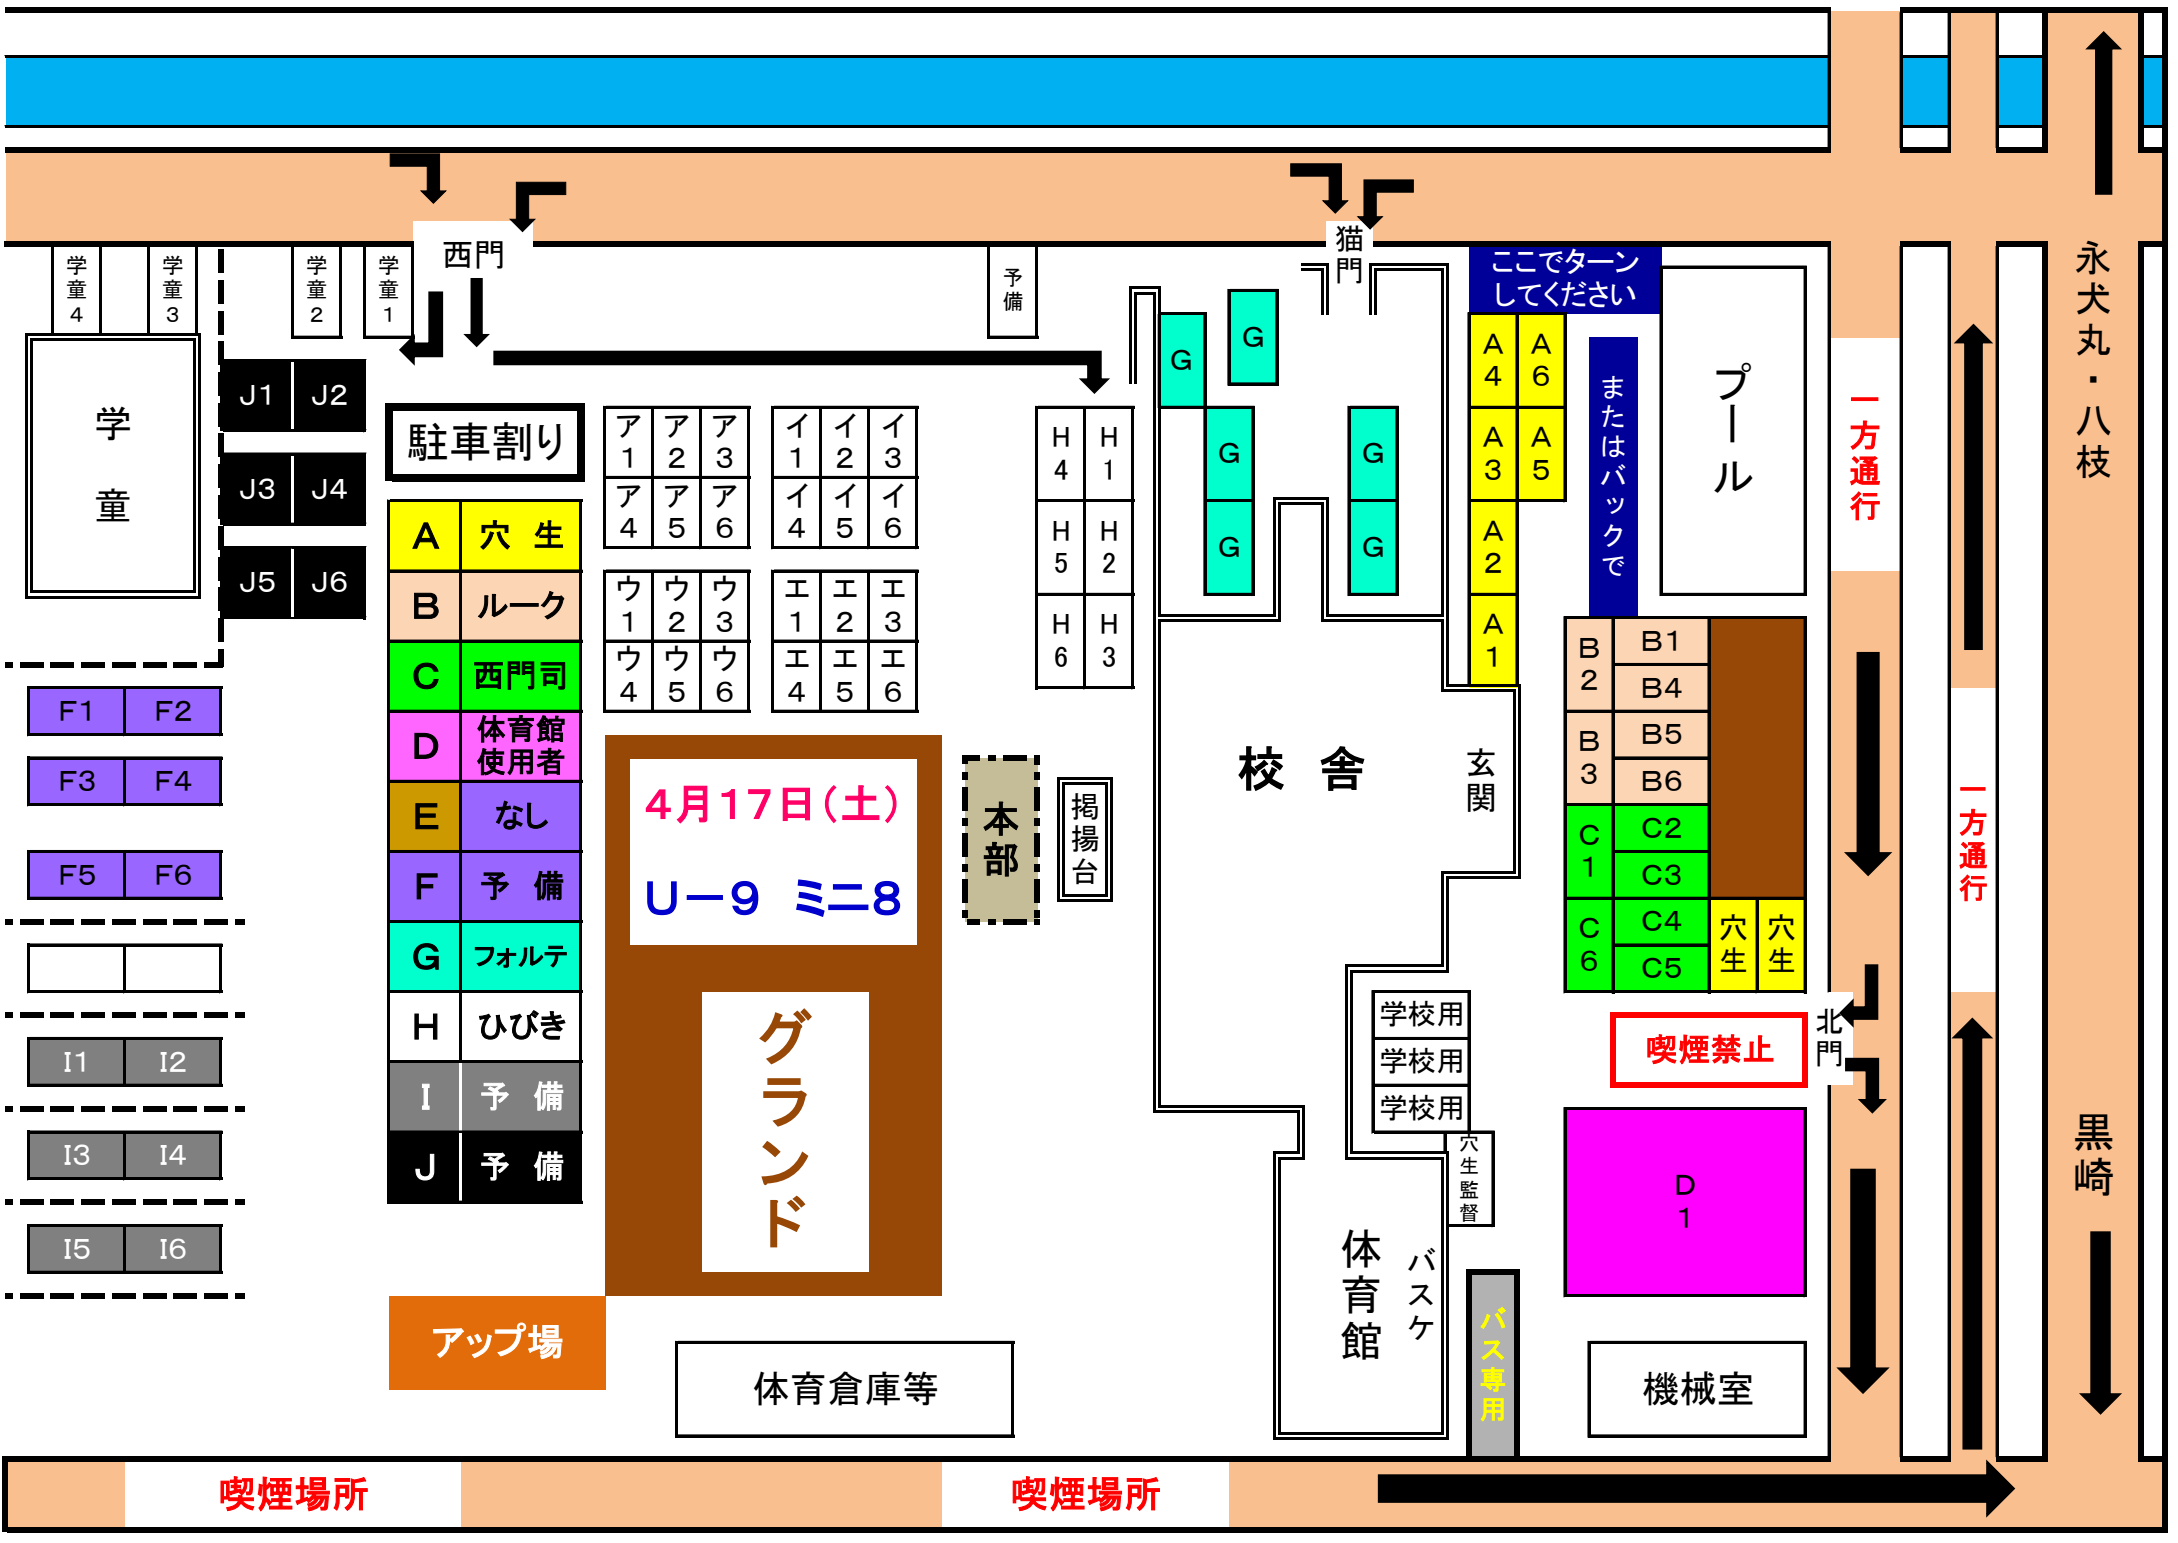 西門
猫門
ここでターン
してください
学童4
学童3
学童2
学童1
予備
永犬丸・八枝
学童
J1 J2
J3 J4
J5 J6
駐車割り
A 穴 生
B ルーク
C 西門司
D 体育館
使用者
E なし
F 予 備
G フォルテ
H ひびき
I 予 備
J 予 備
ア1 ア2 ア3
ア4 ア5 ア6
イ1 イ2 イ3
イ4 イ5 イ6
ウ1 ウ2 ウ3
ウ4 ウ5 ウ6
エ1 エ2 エ3
エ4 エ5 エ6
H4 H1
H5 H2
H6 H3
G
G
G
G
G
G
A4 A6
A3 A5
A2
A1
またはバックで
プール
一方通行
一方通行
B2
B1
B4
B3
B5
B6
C1
C2
C3
C6
C4
C5
穴生
穴生
F1 F2
F3 F4
F5 F6
I1 I2
I3 I4
I5 I6
4月17日(土)
U-9 ミニ8
グランド
本部
掲揚台
校 舎
玄関
学校用
学校用
学校用
穴生監督
喫煙禁止
北門
D1
黒崎
体育館
バスケ
バス専用
機械室
アップ場
体育倉庫等
喫煙場所
喫煙場所